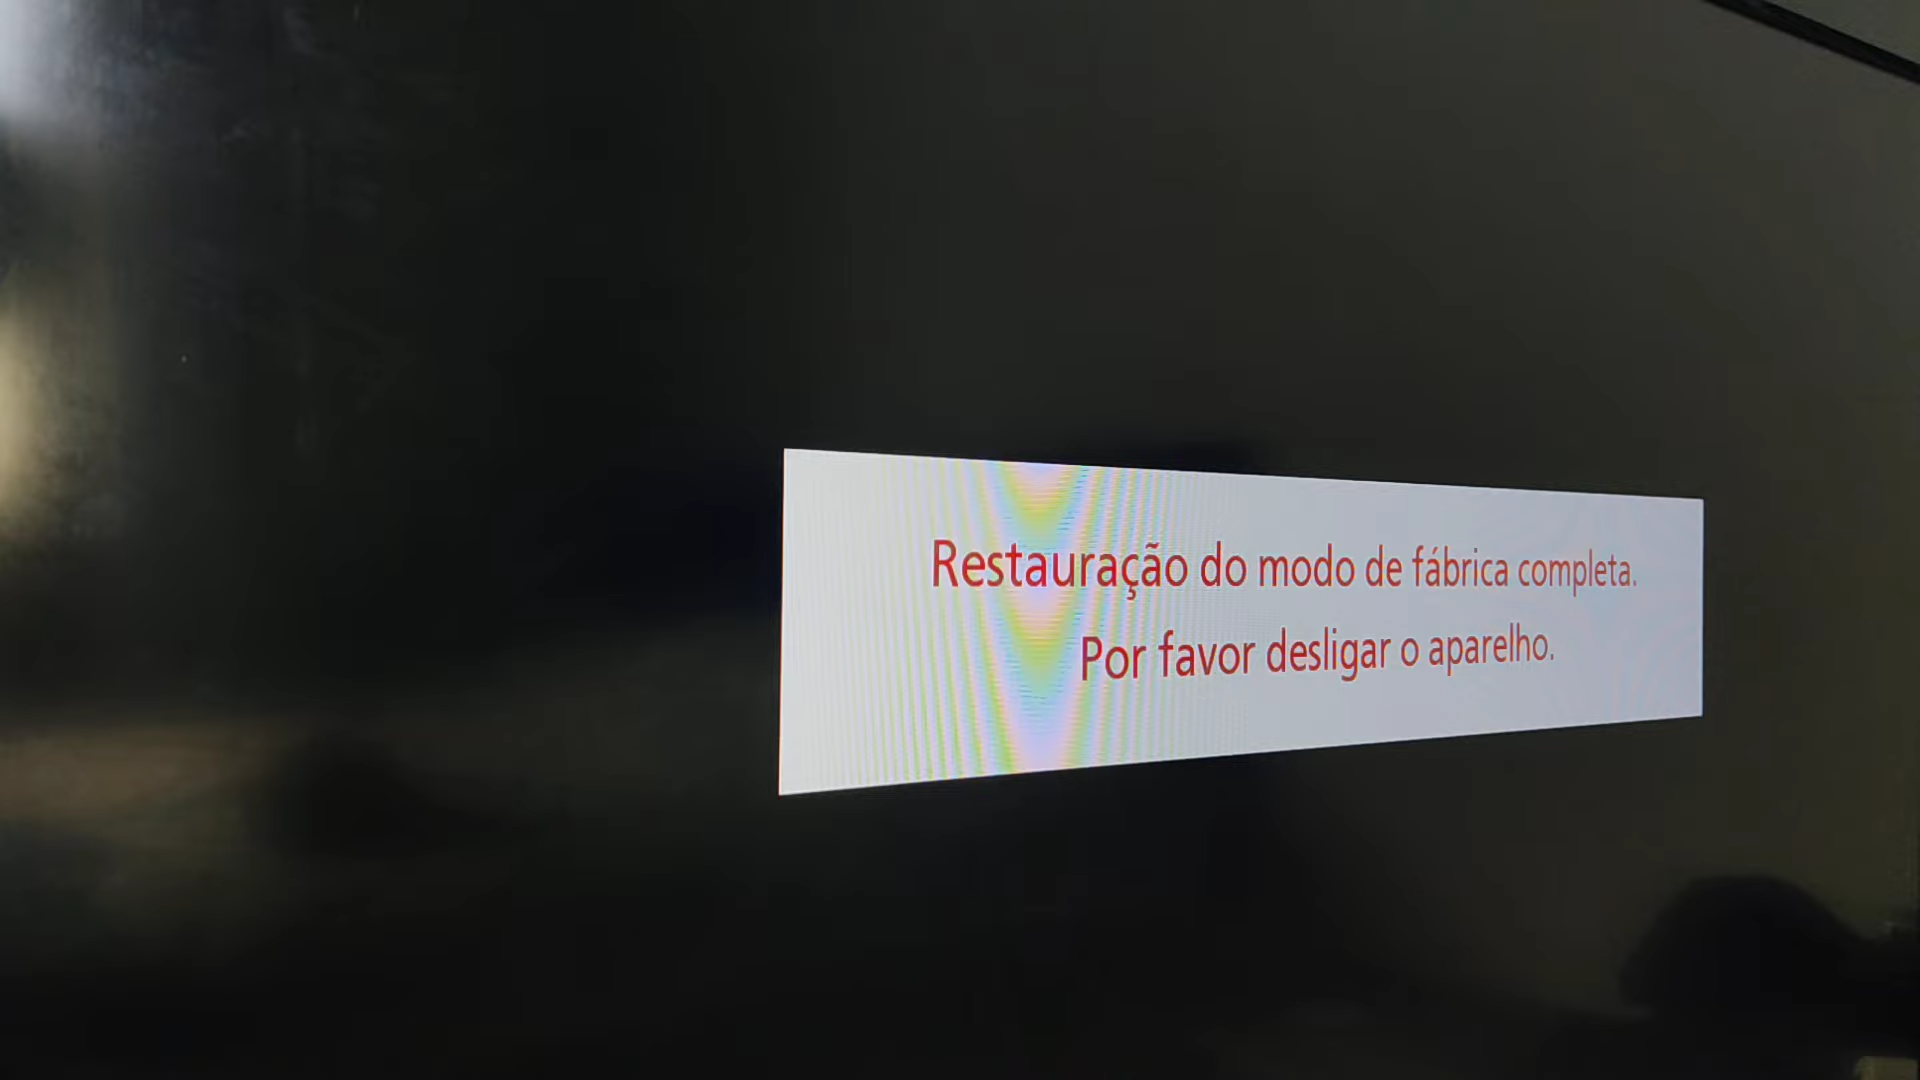 Restauração do modo de fábrica completa.
Por favor desligar o aparelho.